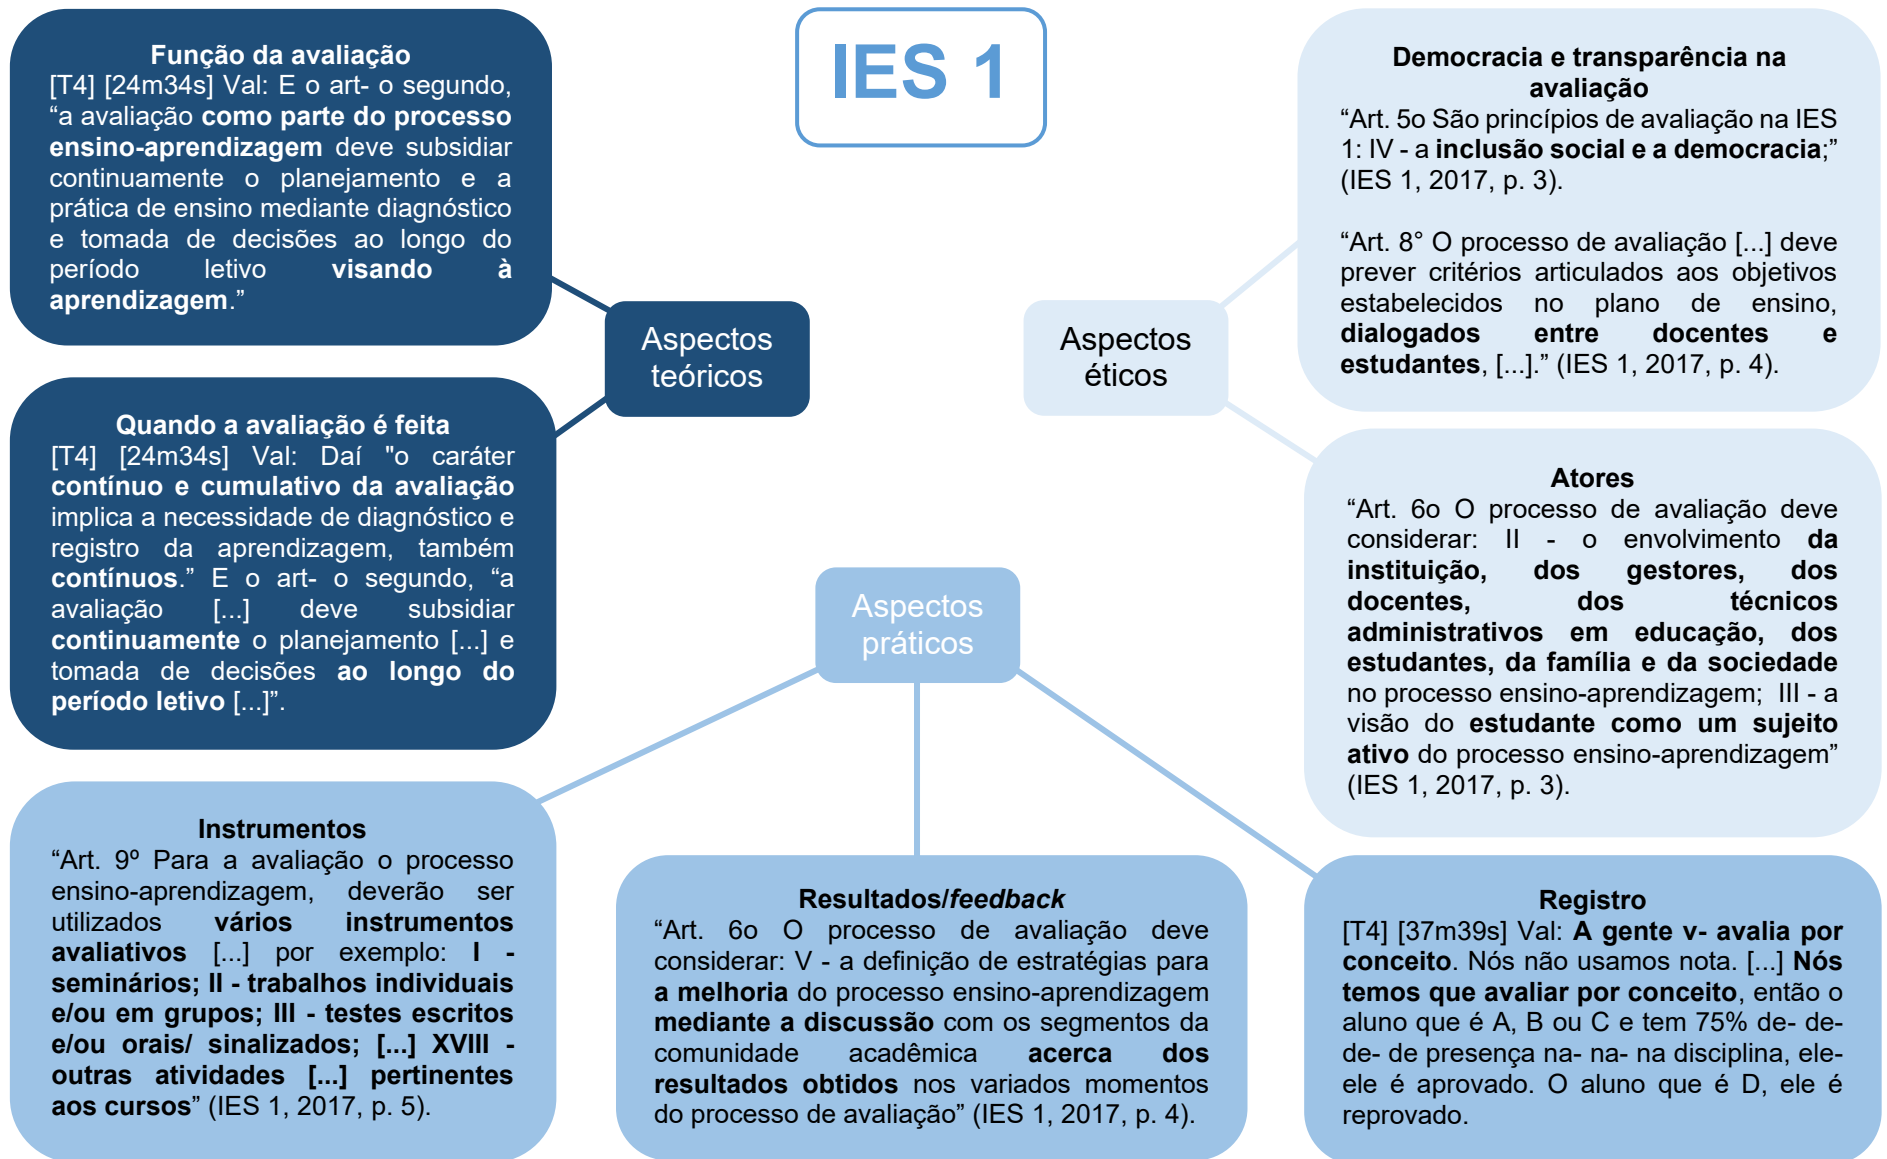 IES 1
Função da avaliação
[T4] [24m34s] Val: E o art- o segundo,
“a avaliação como parte do processo
ensino-aprendizagem deve subsidiar
continuamente o planejamento e a
prática de ensino mediante diagnóstico
e tomada de decisões ao longo do
período letivo visando à
aprendizagem.”
Quando a avaliação é feita
[T4] [24m34s] Val: Daí "o caráter
contínuo e cumulativo da avaliação
implica a necessidade de diagnóstico e
registro da aprendizagem, também
contínuos.” E o art- o segundo, “a
avaliação [...] deve subsidiar
continuamente o planejamento [...] e
tomada de decisões ao longo do
período letivo [...]”.
Aspectos
teóricos
Aspectos
éticos
Democracia e transparência na
avaliação
“Art. 5o São princípios de avaliação na IES
1: IV - a inclusão social e a democracia;”
(IES 1, 2017, p. 3).
“Art. 8° O processo de avaliação [...] deve
prever critérios articulados aos objetivos
estabelecidos no plano de ensino,
dialogados entre docentes e
estudantes, [...].” (IES 1, 2017, p. 4).
Atores
“Art. 6o O processo de avaliação deve
considerar: II - o envolvimento da
instituição, dos gestores, dos
docentes, dos técnicos
administrativos em educação, dos
estudantes, da família e da sociedade
no processo ensino-aprendizagem; III - a
visão do estudante como um sujeito
ativo do processo ensino-aprendizagem”
(IES 1, 2017, p. 3).
Aspectos
práticos
Instrumentos
“Art. 9º Para a avaliação o processo
ensino-aprendizagem, deverão ser
utilizados vários instrumentos
avaliativos [...] por exemplo: I -
seminários; II - trabalhos individuais
e/ou em grupos; III - testes escritos
e/ou orais/ sinalizados; [...] XVIII -
outras atividades [...] pertinentes
aos cursos” (IES 1, 2017, p. 5).
Resultados/feedback
“Art. 6o O processo de avaliação deve
considerar: V - a definição de estratégias para
a melhoria do processo ensino-aprendizagem
mediante a discussão com os segmentos da
comunidade acadêmica acerca dos
resultados obtidos nos variados momentos
do processo de avaliação” (IES 1, 2017, p. 4).
Registro
[T4] [37m39s] Val: A gente v- avalia por
conceito. Nós não usamos nota. [...] Nós
temos que avaliar por conceito, então o
aluno que é A, B ou C e tem 75% de- de-
de- de presença na- na- na disciplina, ele-
ele é aprovado. O aluno que é D, ele é
reprovado.